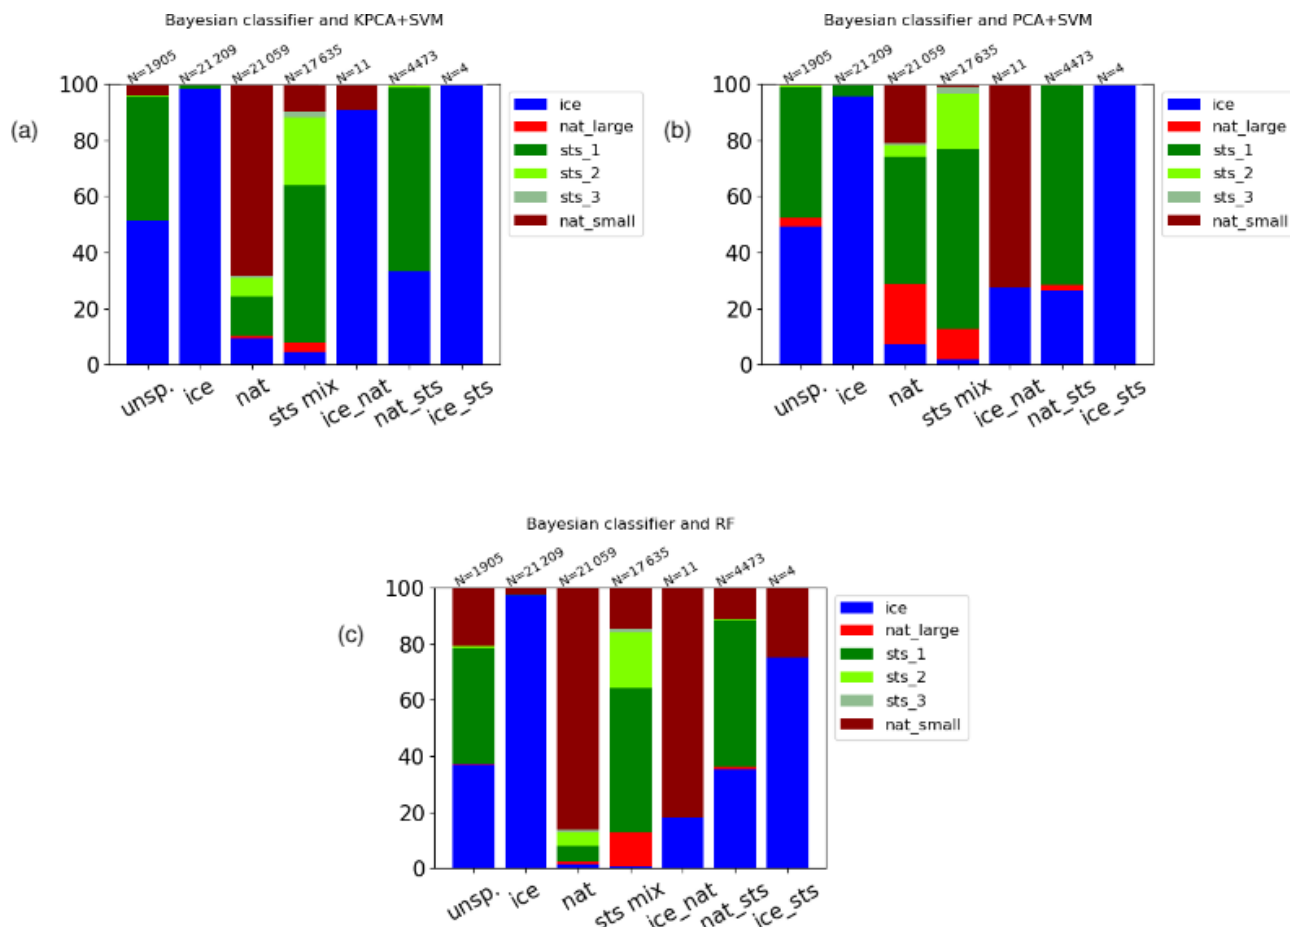 Bayesian classifier and KPCA+SVM
N=1905 N=21209 N=21059 N=17635 N=11 N=4473 N=4
(a)
100
80
60
40
20
0
unsp. ice nat sts mix ice_nat nat_sts ice_sts
ice
nat_large
sts_1
sts_2
sts_3
nat_small
Bayesian classifier and PCA+SVM
N=1905 N=21209 N=21059 N=17635 N=11 N=4473 N=4
(b)
100
80
60
40
20
0
unsp. ice nat sts mix ice_nat nat_sts ice_sts
ice
nat_large
sts_1
sts_2
sts_3
nat_small
Bayesian classifier and RF
N=1905 N=21209 N=21059 N=17635 N=11 N=4473 N=4
(c)
100
80
60
40
20
0
unsp. ice nat sts mix ice_nat nat_sts ice_sts
ice
nat_large
sts_1
sts_2
sts_3
nat_small